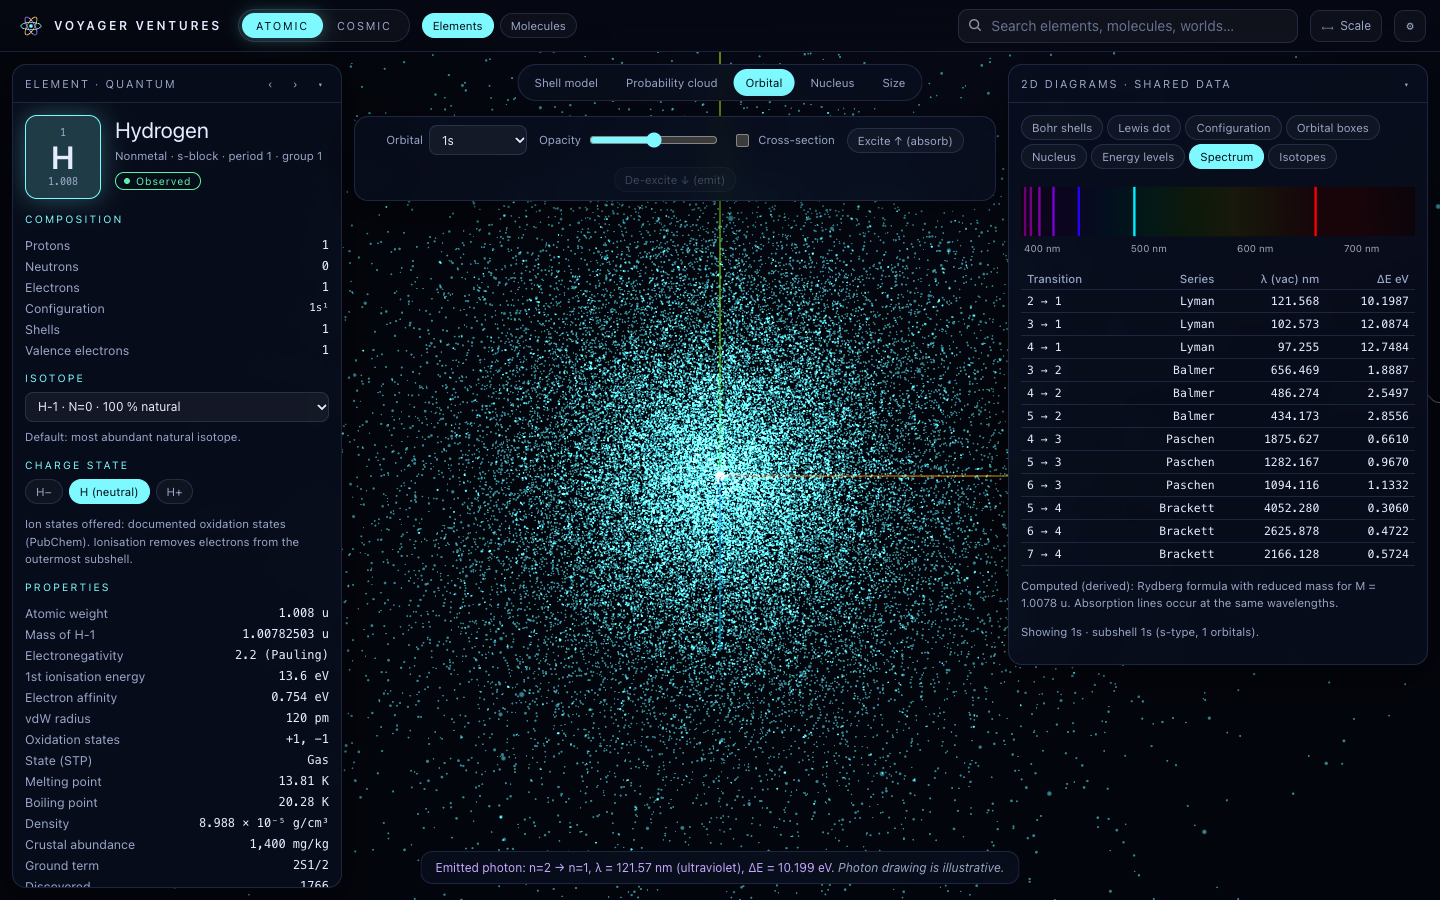 VOYAGER VENTURES ATOMIC COSMIC Elements Molecules Search elements, molecules, worlds... Scale
ELEMENT · QUANTUM
1
H
1.008
Hydrogen
Nonmetal · s-block · period 1 · group 1
Observed
COMPOSITION
Protons 1
Neutrons 0
Electrons 1
Configuration 1s¹
Shells 1
Valence electrons 1
ISOTOPE
H-1 · N=0 · 100 % natural
Default: most abundant natural isotope.
CHARGE STATE
H− H (neutral) H+
Ion states offered: documented oxidation states
(PubChem). Ionisation removes electrons from the
outermost subshell.
PROPERTIES
Atomic weight 1.008 u
Mass of H-1 1.00782503 u
Electronegativity 2.2 (Pauling)
1st ionisation energy 13.6 eV
Electron affinity 0.754 eV
vdW radius 120 pm
Oxidation states +1, −1
State (STP) Gas
Melting point 13.81 K
Boiling point 20.28 K
Density 8.988 × 10⁻⁵ g/cm³
Crustal abundance 1,400 mg/kg
Ground term 2S1/2
Discovered 1766
Shell model Probability cloud Orbital Nucleus Size
Orbital 1s Opacity Cross-section Excite ↑ (absorb)
De-excite ↓ (emit)
Emitted photon: n=2 → n=1, λ = 121.57 nm (ultraviolet), ΔE = 10.199 eV. Photon drawing is illustrative.
2D DIAGRAMS · SHARED DATA
Bohr shells Lewis dot Configuration Orbital boxes
Nucleus Energy levels Spectrum Isotopes
400 nm 500 nm 600 nm 700 nm
Transition Series λ (vac) nm ΔE eV
2 → 1 Lyman 121.568 10.1987
3 → 1 Lyman 102.573 12.0874
4 → 1 Lyman 97.255 12.7484
3 → 2 Balmer 656.469 1.8887
4 → 2 Balmer 486.274 2.5497
5 → 2 Balmer 434.173 2.8556
4 → 3 Paschen 1875.627 0.6610
5 → 3 Paschen 1282.167 0.9670
6 → 3 Paschen 1094.116 1.1332
5 → 4 Brackett 4052.280 0.3060
6 → 4 Brackett 2625.878 0.4722
7 → 4 Brackett 2166.128 0.5724
Computed (derived): Rydberg formula with reduced mass for M =
1.0078 u. Absorption lines occur at the same wavelengths.
Showing 1s · subshell 1s (s-type, 1 orbitals).